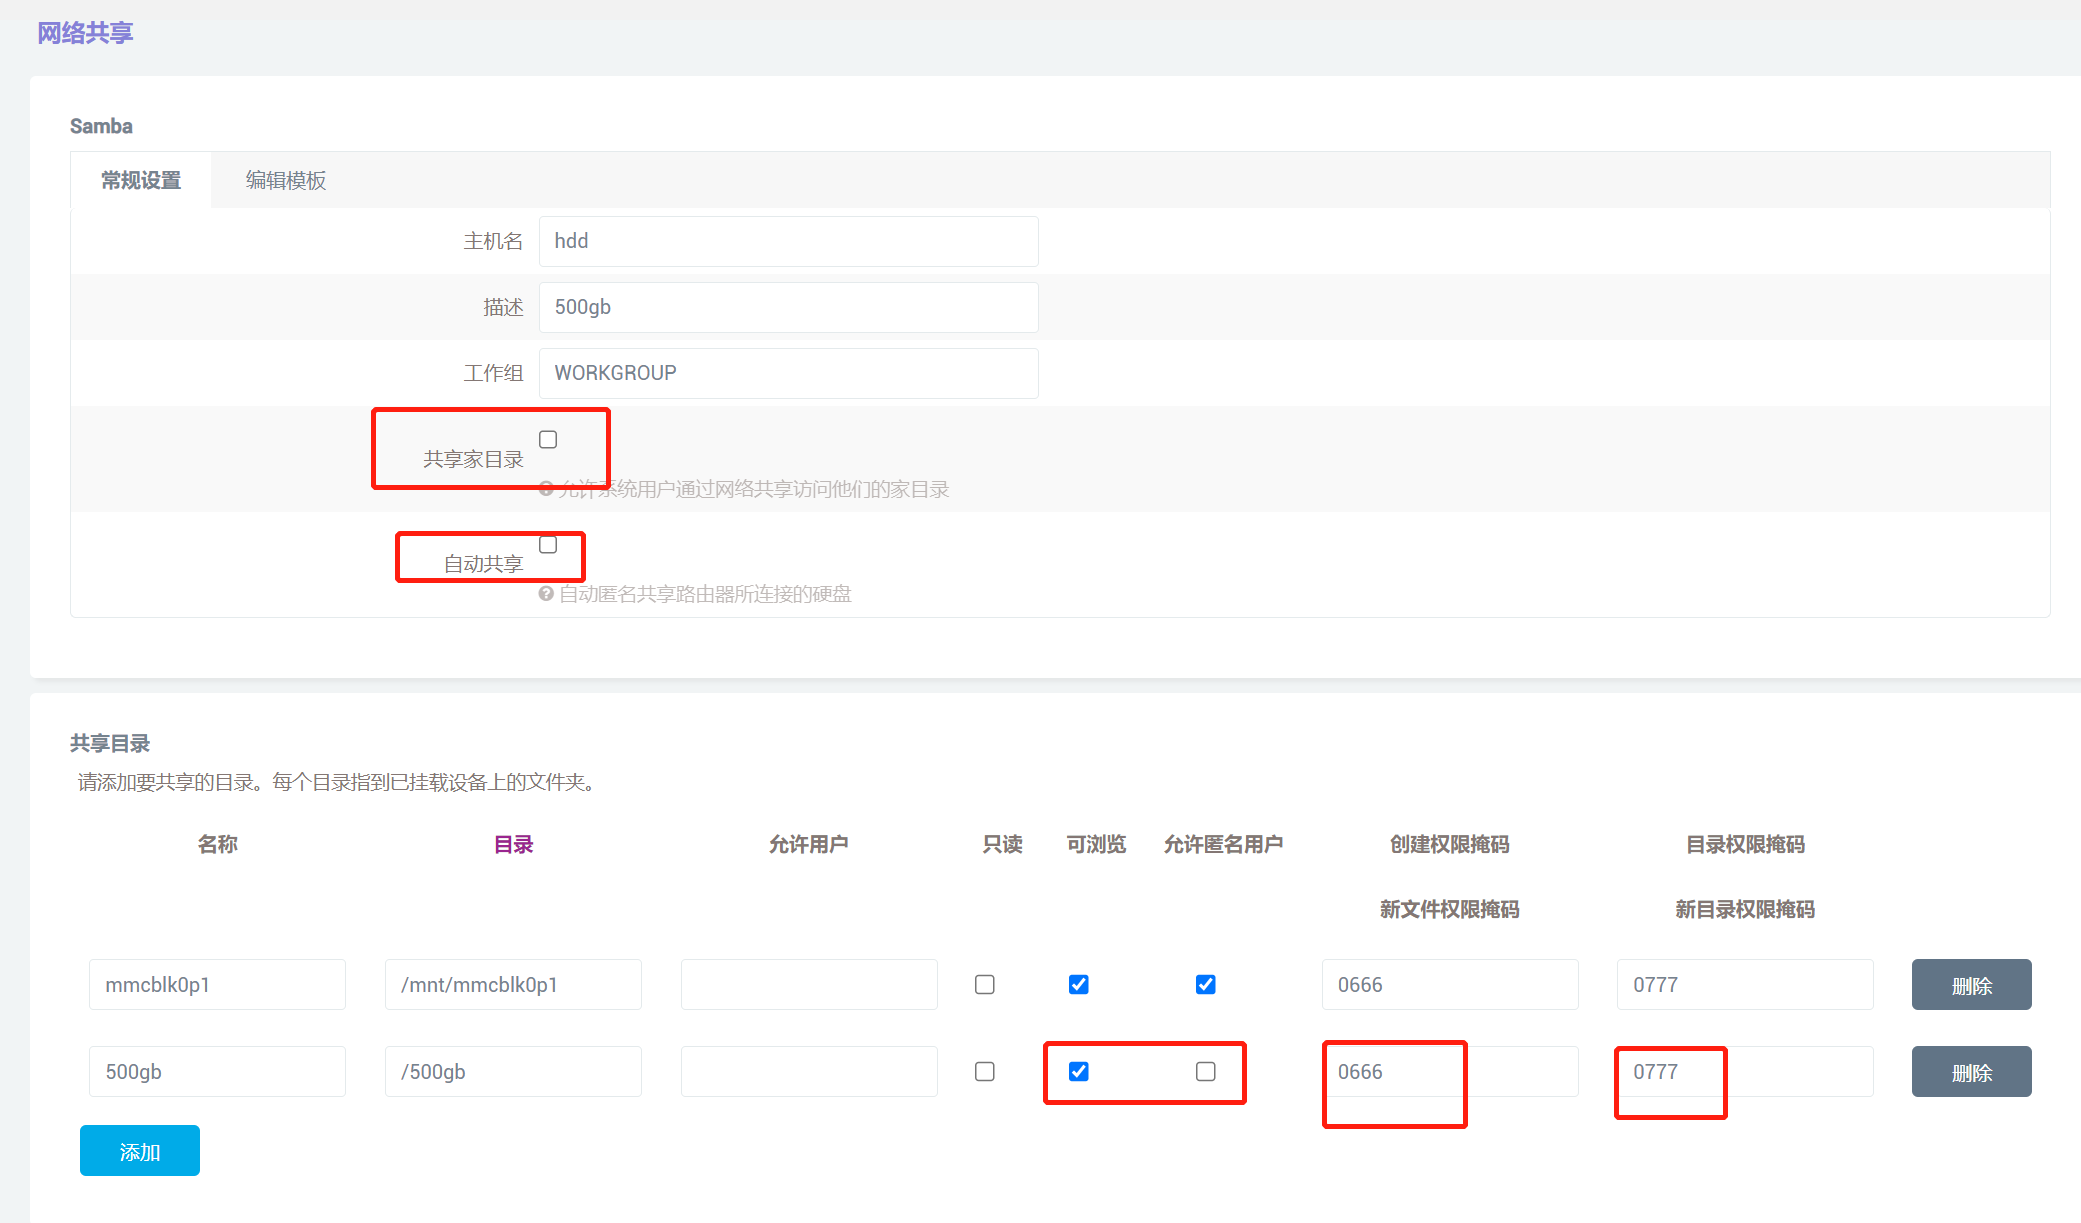 网络共享
Samba
常规设置 编辑模板
主机名 hdd
描述 500gb
工作组 WORKGROUP
共享家目录
允许系统用户通过网络共享访问他们的家目录
自动共享
自动匿名共享路由器所连接的硬盘
共享目录
请添加要共享的目录。每个目录指到已挂载设备上的文件夹。
名称 目录 允许用户 只读 可浏览 允许匿名用户 创建权限掩码 目录权限掩码
新文件权限掩码 新目录权限掩码
mmcblk0p1 /mnt/mmcblk0p1 0666 0777 删除
500gb /500gb 0666 0777 删除
添加